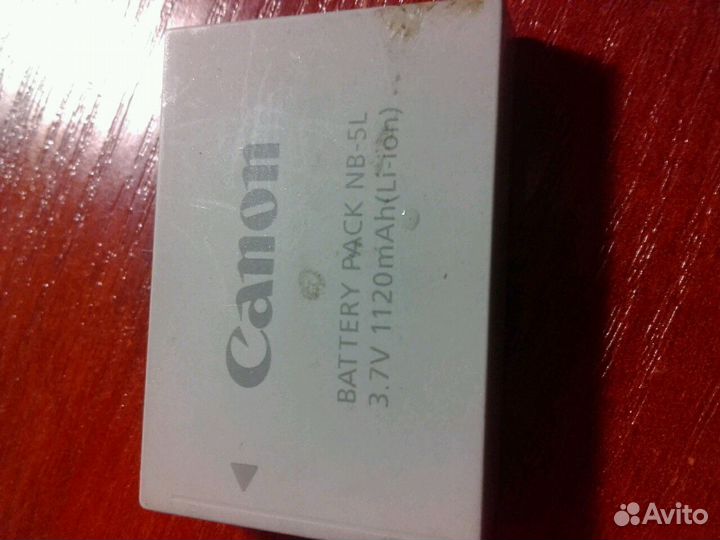 Canon
BATTERY PACK NB-5L
3.7V 1120mAh(Li-ion)
Avito